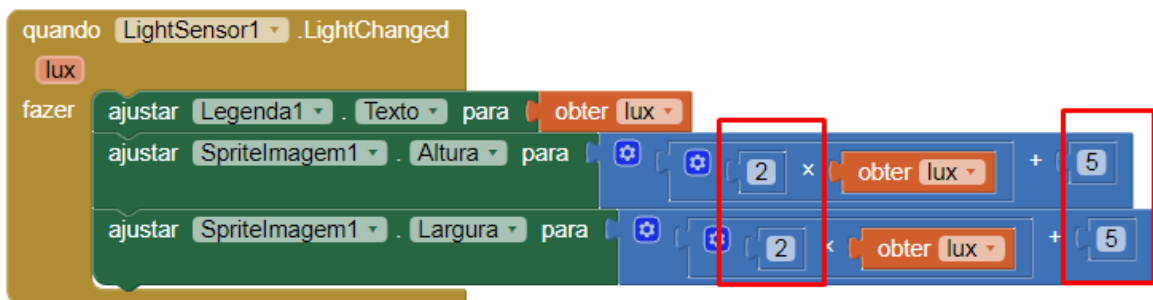 quando LightSensor1 .LightChanged
lux
fazer ajustar Legenda1 . Texto para obter lux
ajustar SpriteImagem1 . Altura para 2 × obter lux + 5
ajustar SpriteImagem1 . Largura para 2 × obter lux + 5